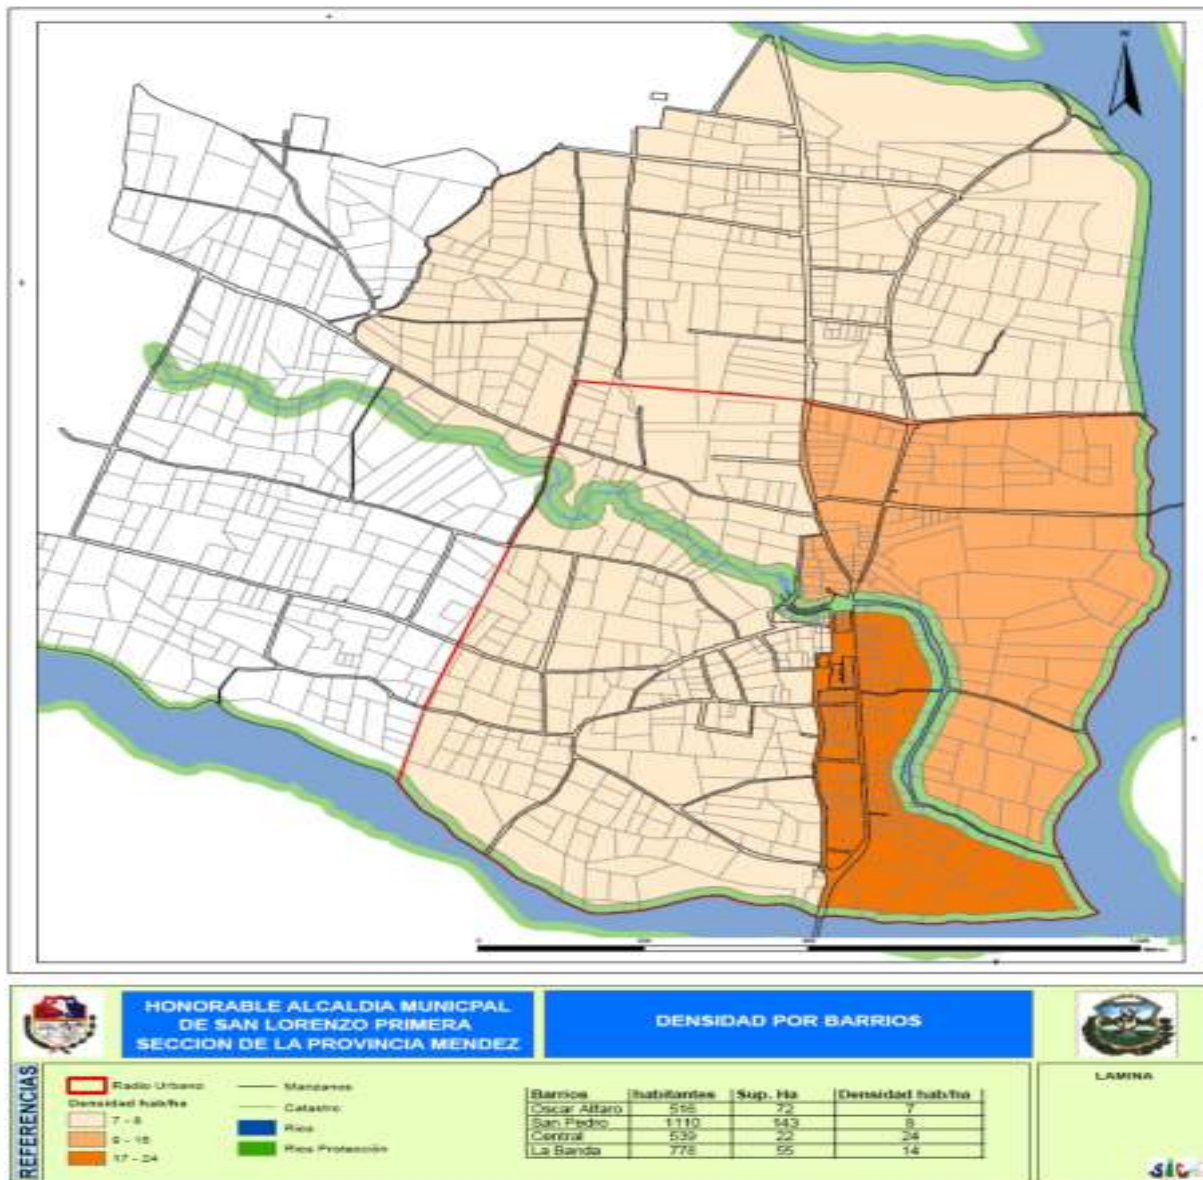 HONORABLE ALCALDIA MUNICPAL
DE SAN LORENZO PRIMERA
SECCION DE LA PROVINCIA MENDEZ
DENSIDAD POR BARRIOS
REFERENCIAS
Radio Urbano
Densidad hab/ha
7 - 8
9 - 16
17 - 24
Manzanos
Catastro
Rios
Rios Protección
Barrios habitantes Sup. Ha Densidad hab/ha
Oscar Alfaro 516 72 7
San Pedro 1110 143 8
Central 539 22 24
La Banda 778 55 14
LAMINA